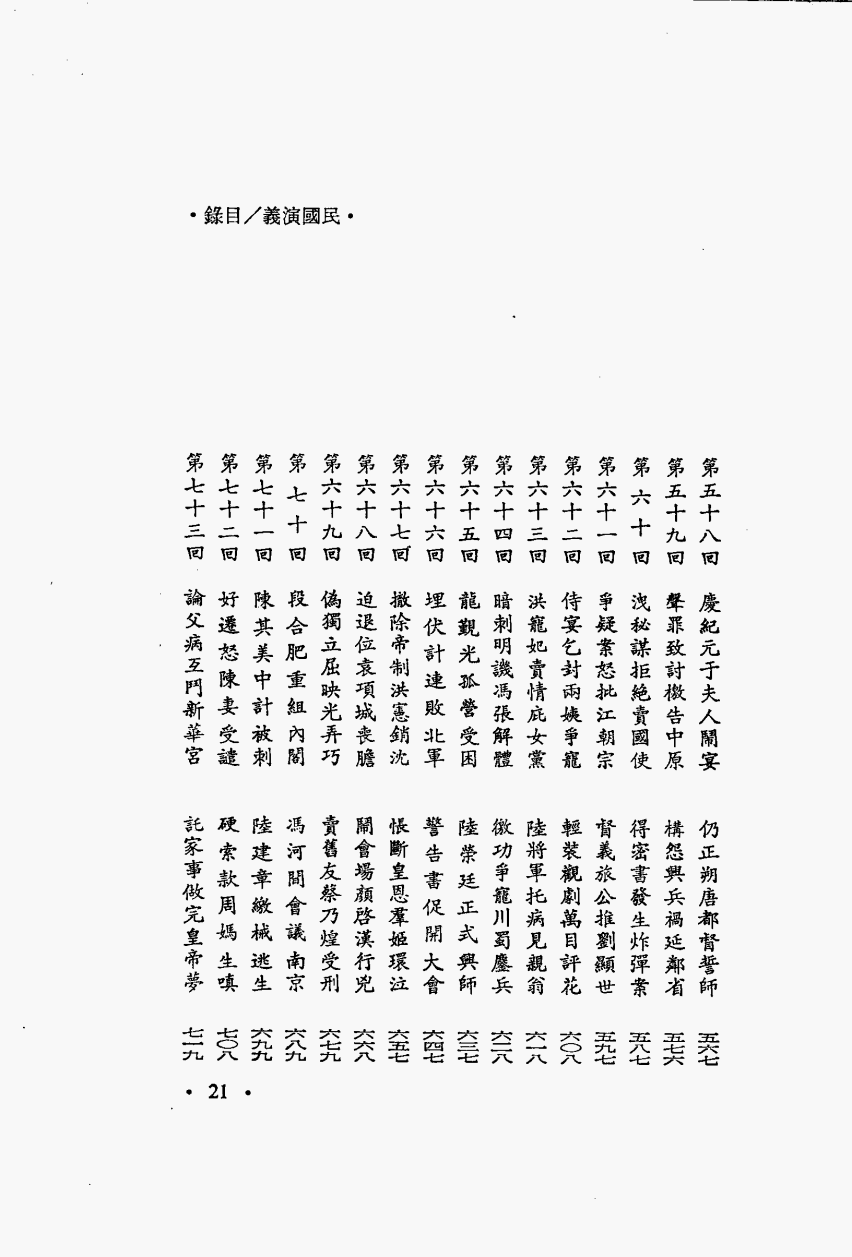 ・錄目／義演國民・
第五十八回 慶紀元于夫人鬧宴 仍正朔唐都督誓師 五六七
第五十九回 聲罪致討檄告中原 構怨興兵禍延鄰省 五七六
第六十回 洩秘謀拒絶賣國使 得密書發生炸彈案 五八七
第六十一回 爭疑案怒批江朝宗 督義旅公推劉顯世 五九七
第六十二回 侍宴乞封兩姨爭寵 輕裝觀劇萬目評花 六〇八
第六十三回 洪寵妃賣情庇女黨 陸將軍托病見親翁 六一八
第六十四回 暗刺明譏馮張解體 徼功爭寵川蜀鏖兵 六二八
第六十五回 龍覲光孤營受困 陸榮廷正式興師 六三七
第六十六回 埋伏計連敗北軍 警告書促開大會 六四七
第六十七回 撤除帝制洪憲銷沈 悵斷皇恩羣姬環泣 六五七
第六十八回 迫退位袁項城喪膽 鬧會場顏啓漢行兇 六六八
第六十九回 偽獨立屈映光弄巧 賣舊友蔡乃煌受刑 六七九
第七十回 段合肥重組內閣 馮河間會議南京 六八九
第七十一回 陳其美中計被刺 陸建章繳械逃生 六九九
第七十二回 好遷怒陳妻受譴 硬索款周媽生嗔 七〇八
第七十三回 論父病互鬥新華宮 託家事做完皇帝夢 七一九
・21・